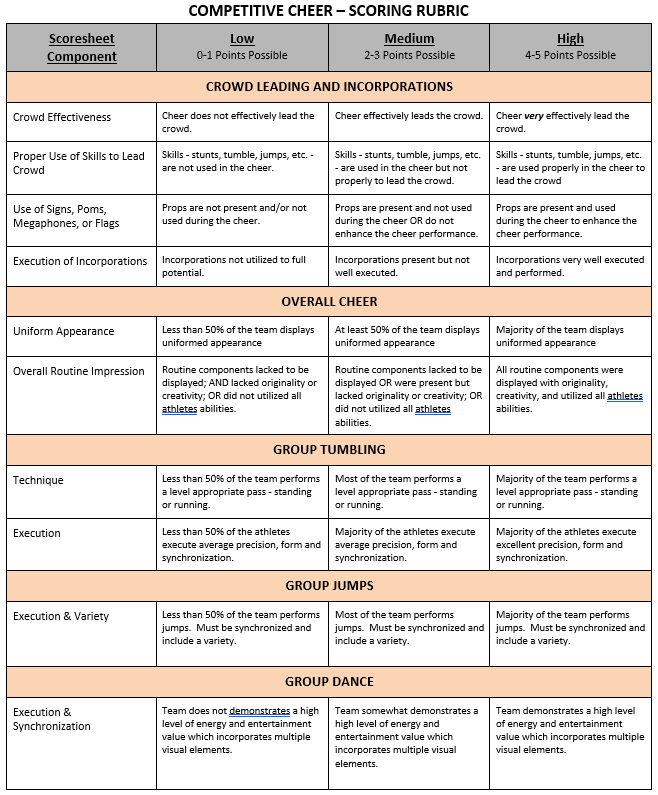 COMPETITIVE CHEER – SCORING RUBRIC
Scoresheet
Component
Low
0-1 Points Possible
Medium
2-3 Points Possible
High
4-5 Points Possible
CROWD LEADING AND INCORPORATIONS
Crowd Effectiveness
Cheer does not effectively lead the
crowd.
Cheer effectively leads the crowd.
Cheer very effectively lead the
crowd.
Proper Use of Skills to Lead
Crowd
Skills - stunts, tumble, jumps, etc. -
are not used in the cheer.
Skills - stunts, tumble, jumps, etc.
- are used in the cheer but not
properly to lead the crowd.
Skills - stunts, tumble, jumps, etc.
- are used properly in the cheer to
lead the crowd
Use of Signs, Poms,
Megaphones, or Flags
Props are not present and/or not
used during the cheer.
Props are present and not used
during the cheer OR do not
enhance the cheer performance.
Props are present and used
during the cheer to enhance the
cheer performance.
Execution of Incorporations
Incorporations not utilized to full
potential.
Incorporations present but not
well executed.
Incorporations very well executed
and performed.
OVERALL CHEER
Uniform Appearance
Less than 50% of the team displays
uniformed appearance
At least 50% of the team displays
uniformed appearance
Majority of the team displays
uniformed appearance
Overall Routine Impression
Routine components lacked to be
displayed; AND lacked originality or
creativity; OR did not utilized all
athletes abilities.
Routine components lacked to be
displayed OR were present but
lacked originality or creativity; OR
did not utilized all athletes
abilities.
All routine components were
displayed with originality,
creativity, and utilized all athletes
abilities.
GROUP TUMBLING
Technique
Less than 50% of the team performs
a level appropriate pass - standing
or running.
Most of the team performs a
level appropriate pass - standing
or running.
Majority of the team performs a
level appropriate pass - standing
or running.
Execution
Less than 50% of the athletes
execute average precision, form and
synchronization.
Majority of the athletes execute
average precision, form and
synchronization.
Majority of the athletes execute
excellent precision, form and
synchronization.
GROUP JUMPS
Execution & Variety
Less than 50% of the team performs
jumps. Must be synchronized and
include a variety.
Most of the team performs
jumps. Must be synchronized and
include a variety.
Majority of the team performs
jumps. Must be synchronized and
include a variety.
GROUP DANCE
Execution &
Synchronization
Team does not demonstrates a high
level of energy and entertainment
value which incorporates multiple
visual elements.
Team somewhat demonstrates a
high level of energy and
entertainment value which
incorporates multiple visual
elements.
Team demonstrates a high level
of energy and entertainment
value which incorporates multiple
visual elements.